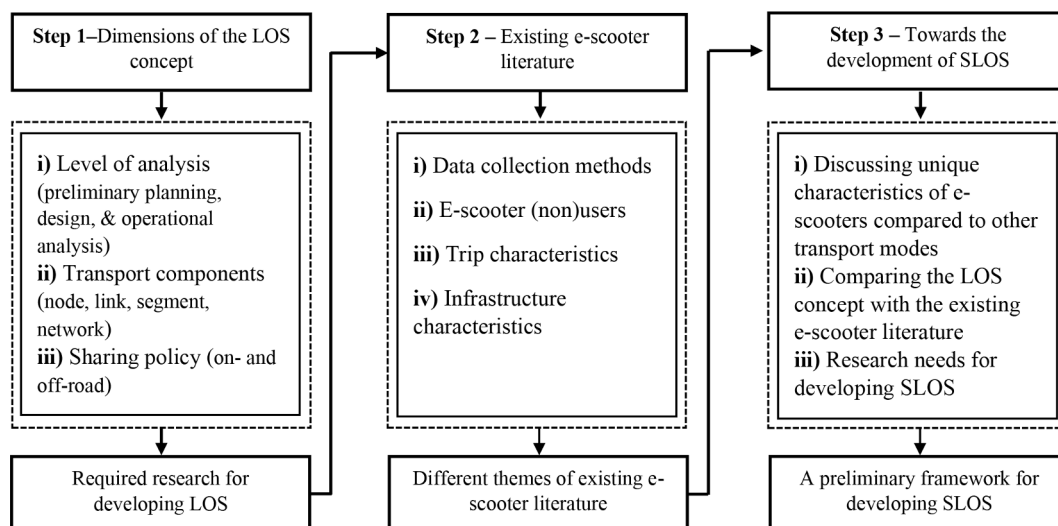 Step 1–Dimensions of the LOS
concept
i) Level of analysis
(preliminary planning,
design, & operational
analysis)
ii) Transport components
(node, link, segment,
network)
iii) Sharing policy (on- and
off-road)
Required research for
developing LOS
Step 2 – Existing e-scooter
literature
i) Data collection methods
ii) E-scooter (non)users
iii) Trip characteristics
iv) Infrastructure
characteristics
Different themes of existing e-
scooter literature
Step 3 – Towards the
development of SLOS
i) Discussing unique
characteristics of e-
scooters compared to other
transport modes
ii) Comparing the LOS
concept with the existing
e-scooter literature
iii) Research needs for
developing SLOS
A preliminary framework for
developing SLOS